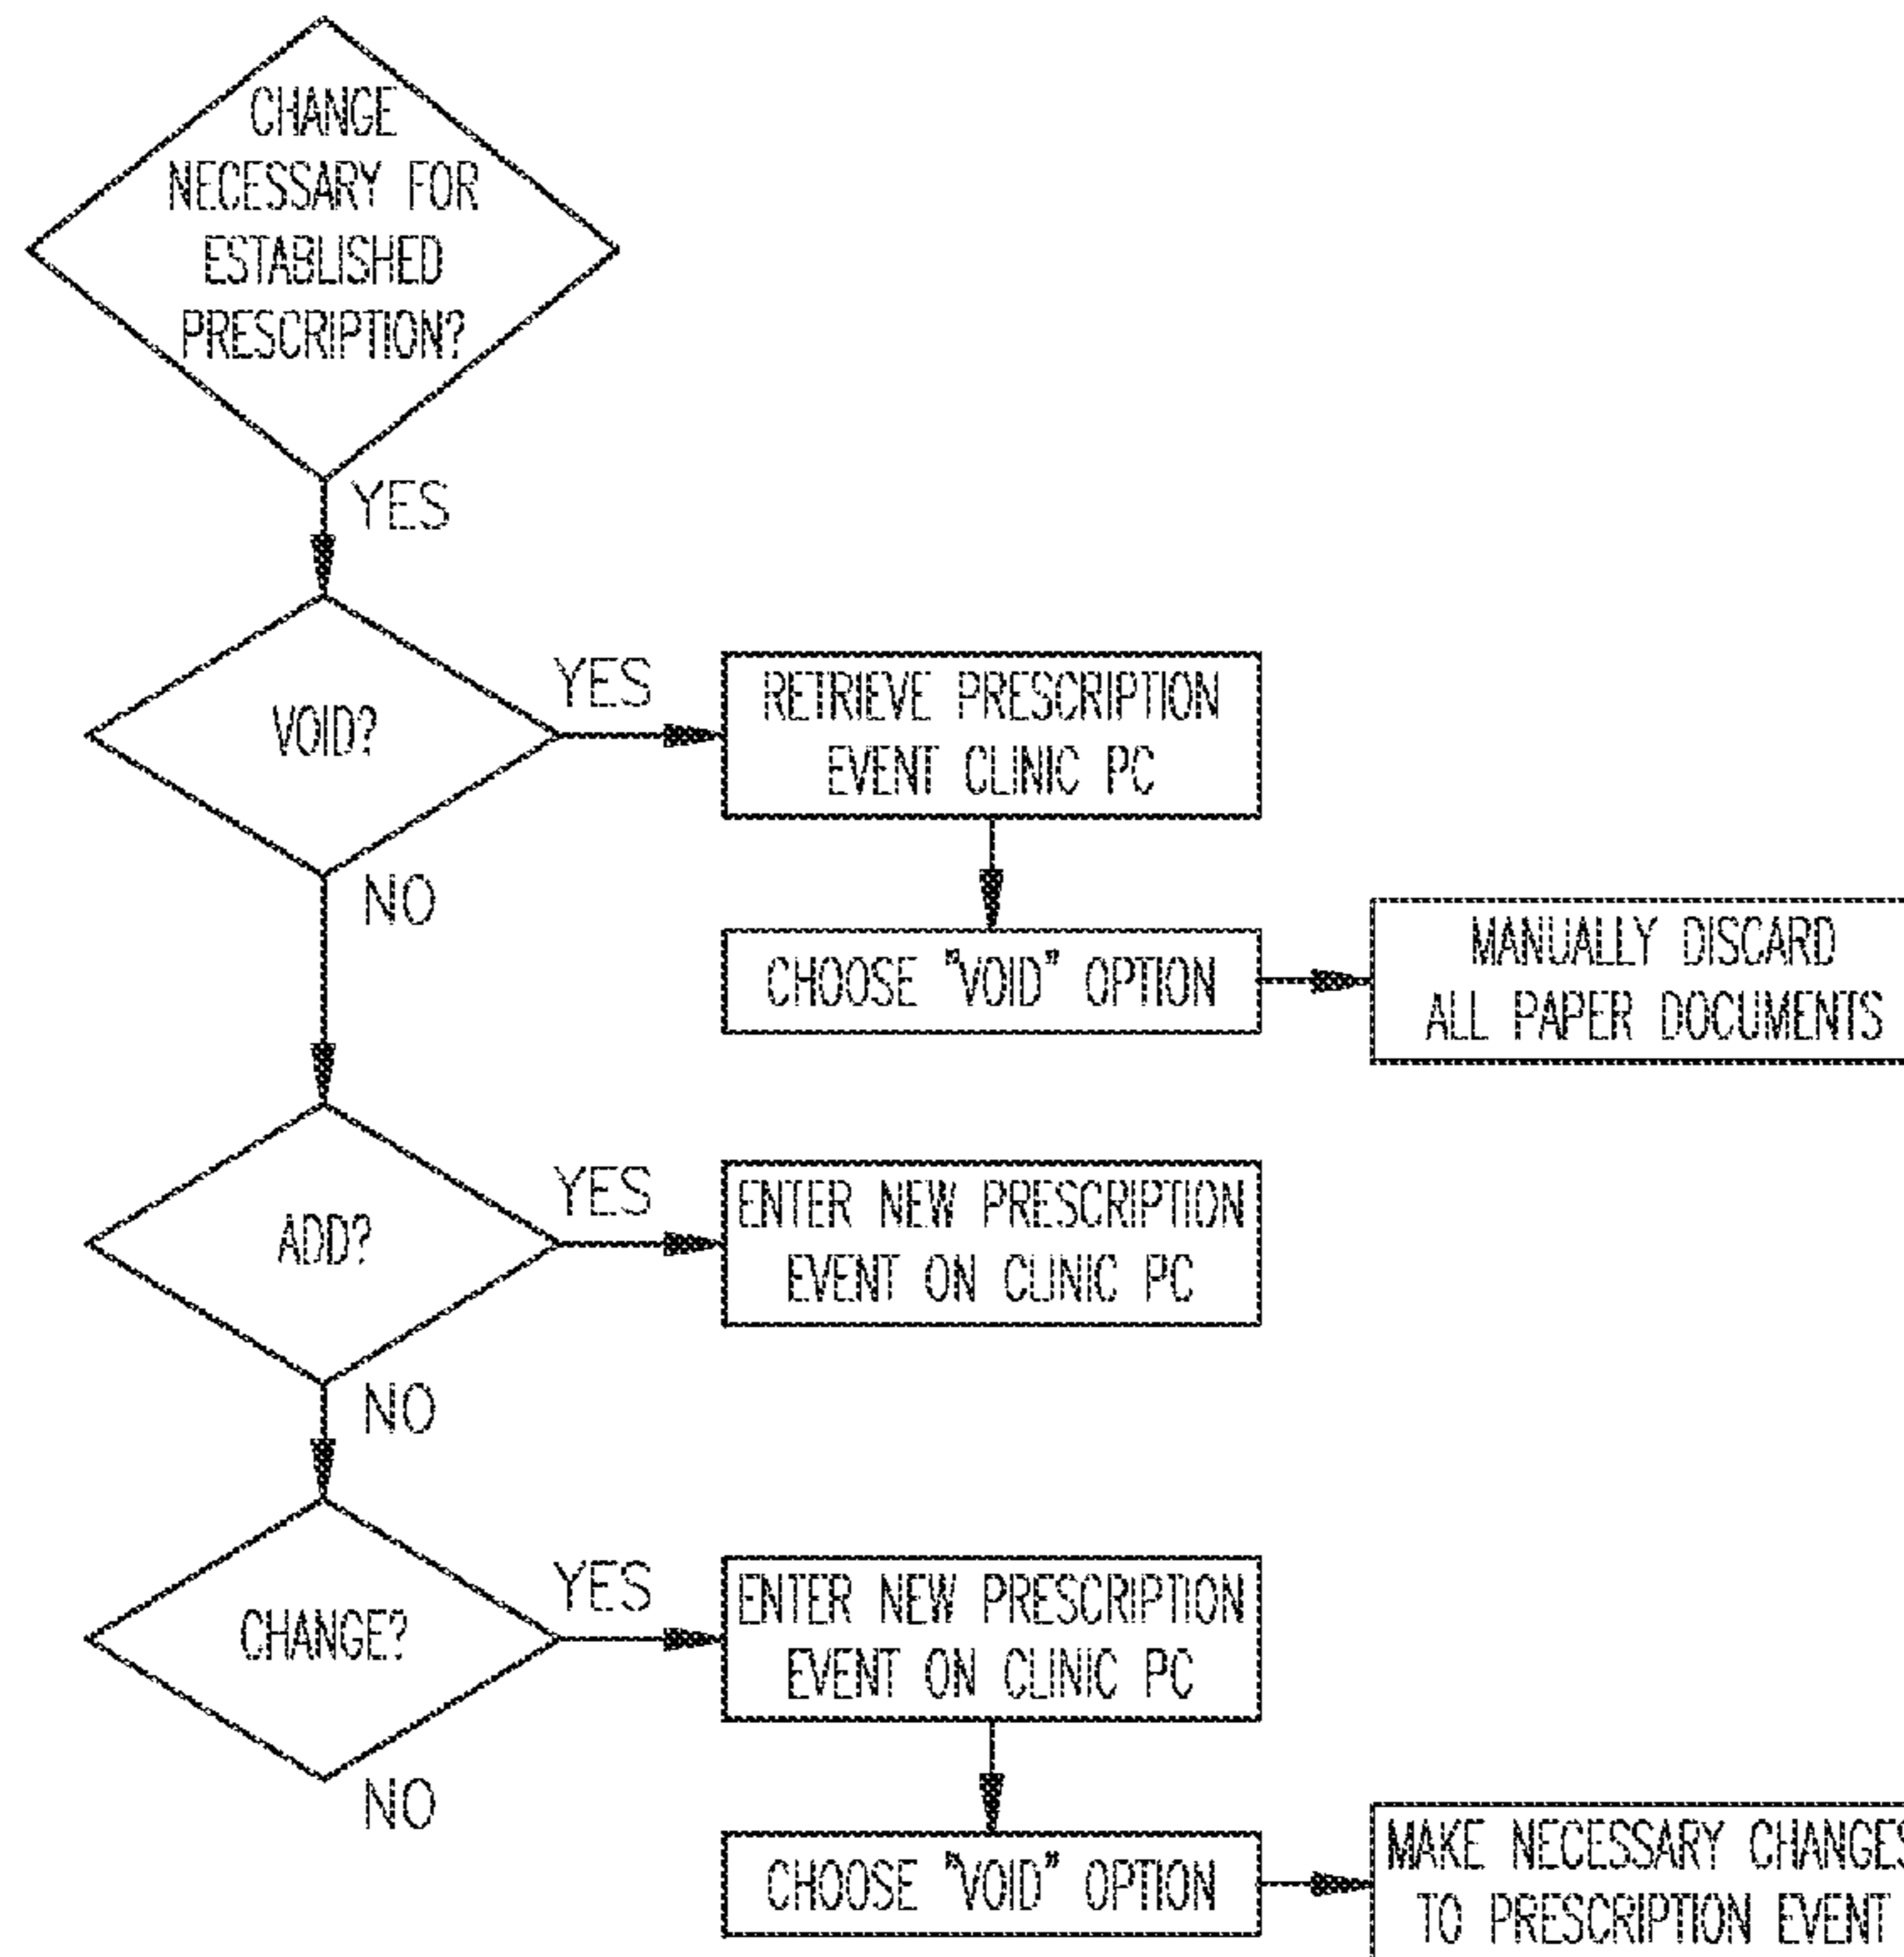 CHANGE
NECESSARY FOR
ESTABLISHED
PRESCRIPTION?
YES
VOID?
YES
RETRIEVE PRESCRIPTION
EVENT CLINIC PC
NO
CHOOSE "VOID" OPTION
MANUALLY DISCARD
ALL PAPER DOCUMENTS
ADD?
YES
ENTER NEW PRESCRIPTION
EVENT ON CLINIC PC
NO
CHANGE?
YES
ENTER NEW PRESCRIPTION
EVENT ON CLINIC PC
NO
CHOOSE "VOID" OPTION
MAKE NECESSARY CHANGES
TO PRESCRIPTION EVENT